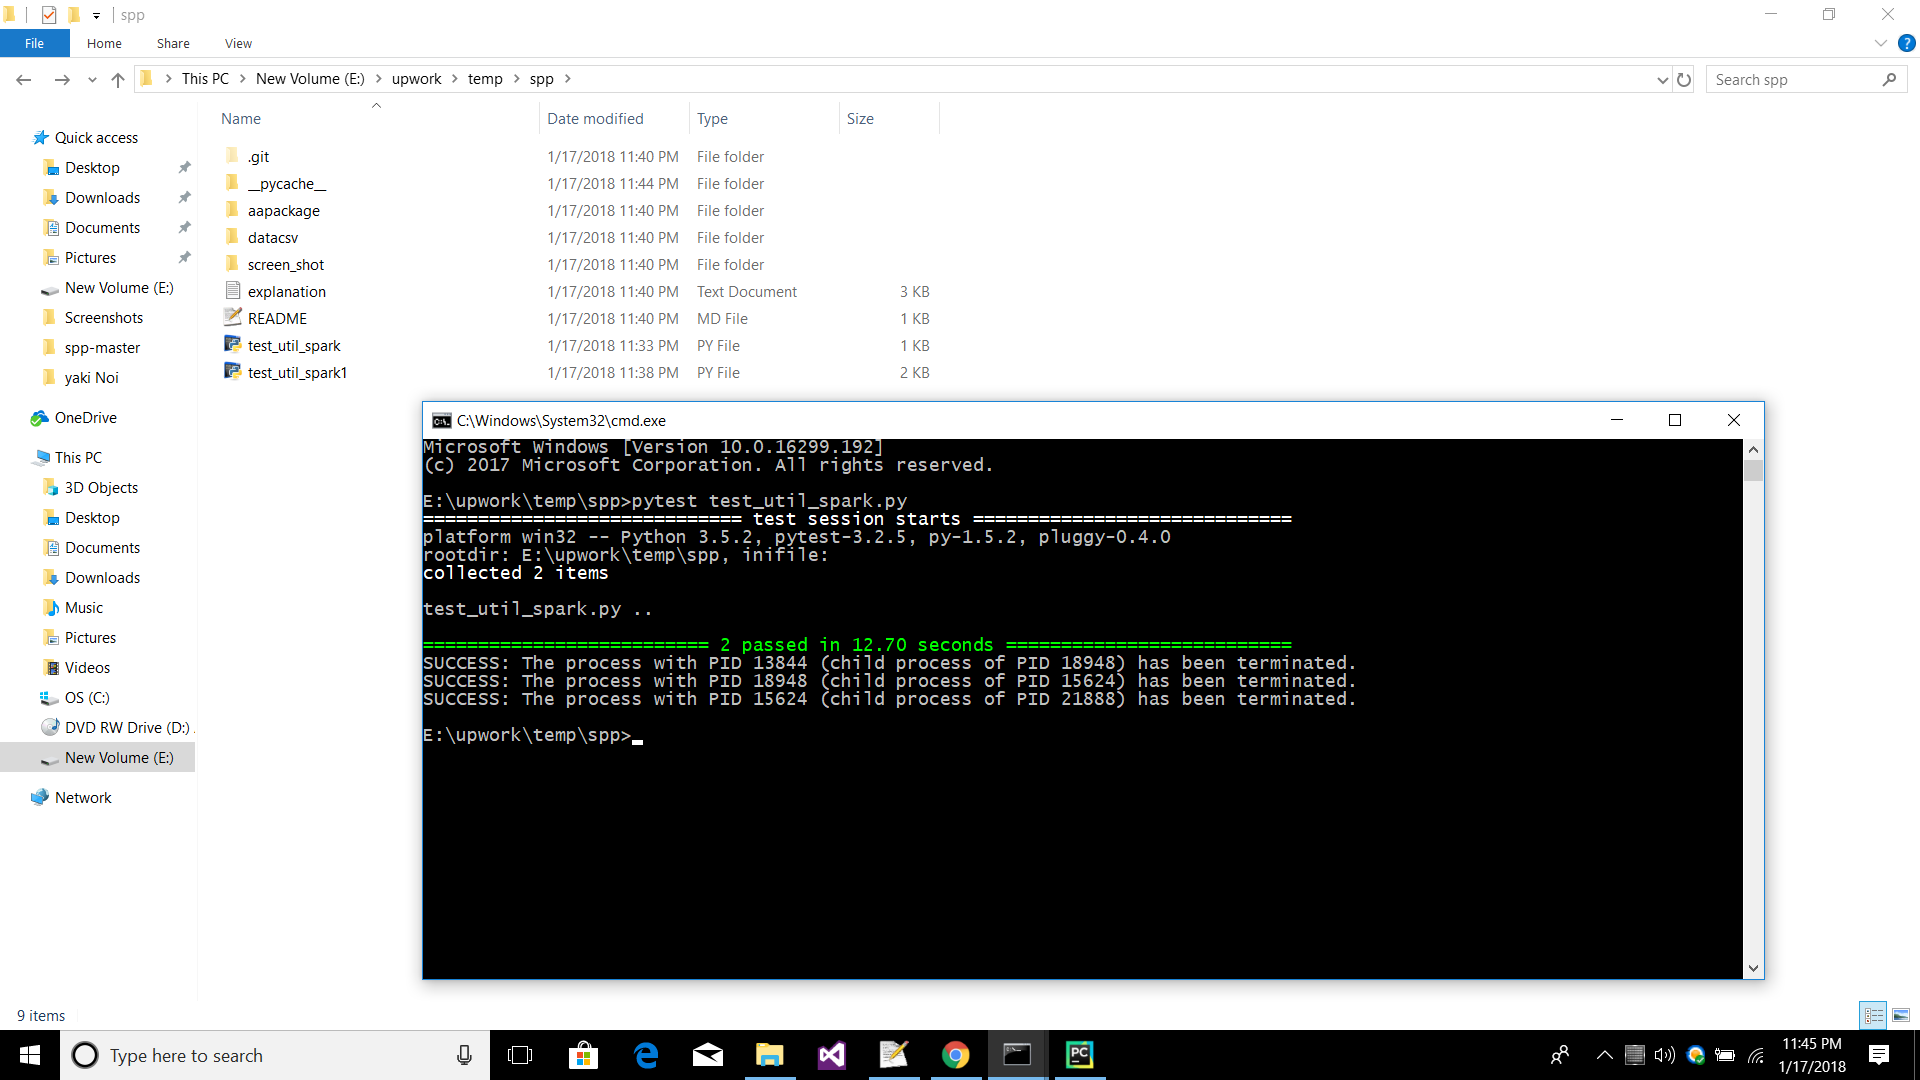 spp
File Home Share View
This PC New Volume (E:) upwork temp spp
Search spp
Name Date modified Type Size
Quick access
Desktop
Downloads
Documents
Pictures
New Volume (E:)
Screenshots
spp-master
yaki Noi
OneDrive
This PC
3D Objects
Desktop
Documents
Downloads
Music
Pictures
Videos
OS (C:)
DVD RW Drive (D:)
New Volume (E:)
Network
.git 1/17/2018 11:40 PM File folder
__pycache__ 1/17/2018 11:44 PM File folder
aapackage 1/17/2018 11:40 PM File folder
datacsv 1/17/2018 11:40 PM File folder
screen_shot 1/17/2018 11:40 PM File folder
explanation 1/17/2018 11:40 PM Text Document 3 KB
README 1/17/2018 11:40 PM MD File 1 KB
test_util_spark 1/17/2018 11:33 PM PY File 1 KB
test_util_spark1 1/17/2018 11:38 PM PY File 2 KB
C:\Windows\System32\cmd.exe
Microsoft Windows [Version 10.0.16299.192]
(c) 2017 Microsoft Corporation. All rights reserved.
E:\upwork\temp\spp>pytest test_util_spark.py
============================= test session starts =============================
platform win32 -- Python 3.5.2, pytest-3.2.5, py-1.5.2, pluggy-0.4.0
rootdir: E:\upwork\temp\spp, inifile:
collected 2 items
test_util_spark.py ..
========================== 2 passed in 12.70 seconds ==========================
SUCCESS: The process with PID 13844 (child process of PID 18948) has been terminated.
SUCCESS: The process with PID 18948 (child process of PID 15624) has been terminated.
SUCCESS: The process with PID 15624 (child process of PID 21888) has been terminated.
E:\upwork\temp\spp>
9 items
Type here to search
PC
11:45 PM
1/17/2018